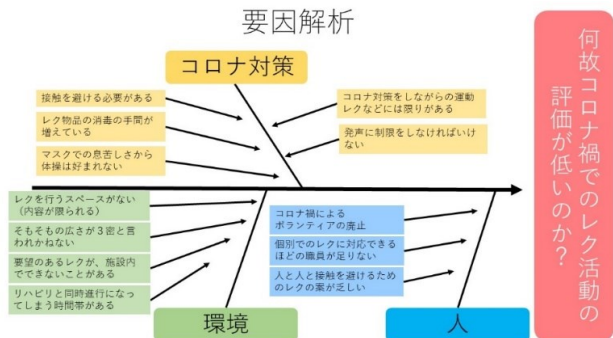 要因解析
コロナ対策
接触を避ける必要がある
レク物品の消毒の手間が
増えている
マスクでの息苦しさから
体操は好まれない
コロナ対策をしながらの運動
レクなどには限りがある
発声に制限をしなければいけ
ない
レクを行うスペースがない
（内容が限られる）
そもそもの広さが３密と言
われかねない
要望のあるレクが、施設内
でできないことがある
リハビリと同時進行になっ
てしまう時間帯がある
環境
コロナ禍による
ボランティアの廃止
個別でのレクに対応できる
ほどの職員が足りない
人と人と接触を避けるため
のレクの案が乏しい
人
何故コロナ禍でのレク活動の
評価が低いのか？